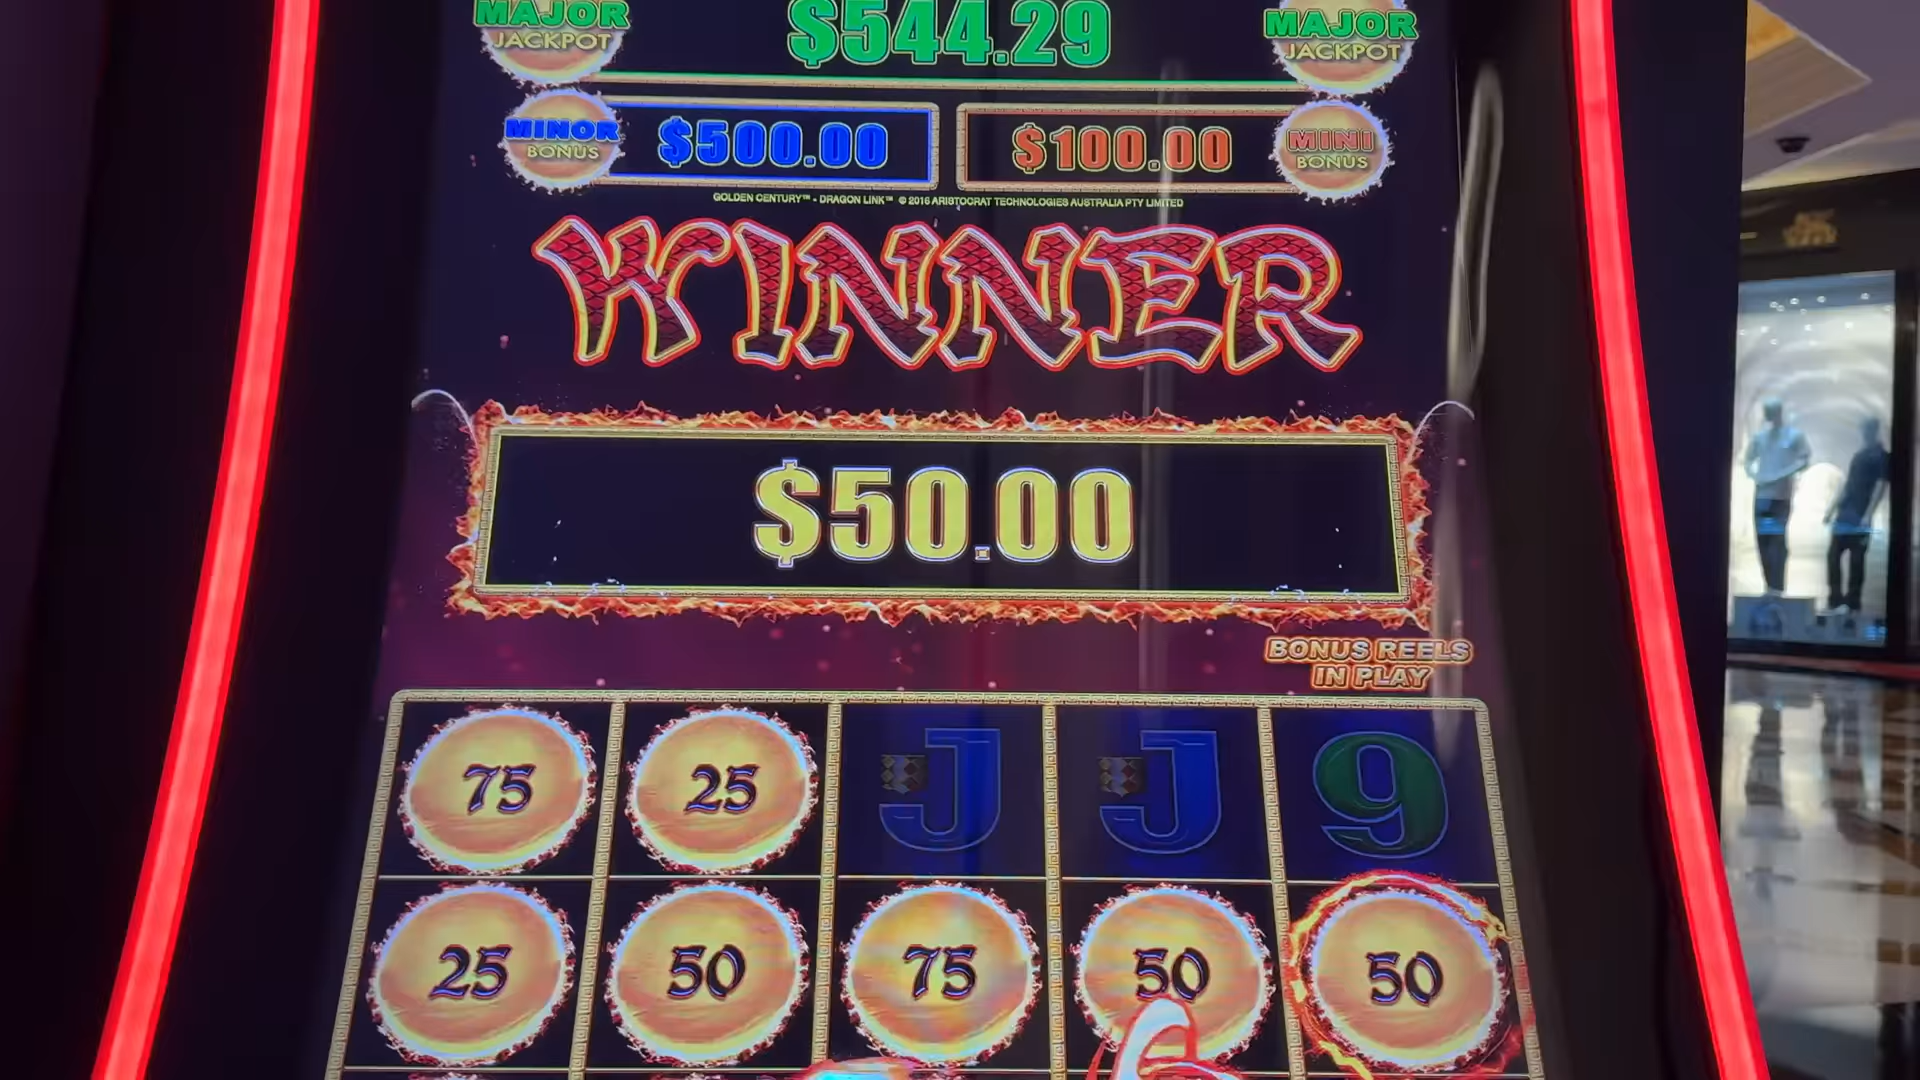 MAJOR
JACKPOT
$544.29
MAJOR
JACKPOT
MINOR
BONUS
$500.00
$100.00
MINI
BONUS
GOLDEN CENTURY™ - DRAGON LINK™ © 2016 ARISTOCRAT TECHNOLOGIES AUSTRALIA PTY LIMITED
WINNER
$50.00
BONUS REELS
IN PLAY
75 25 J J 9
25 50 75 50 50